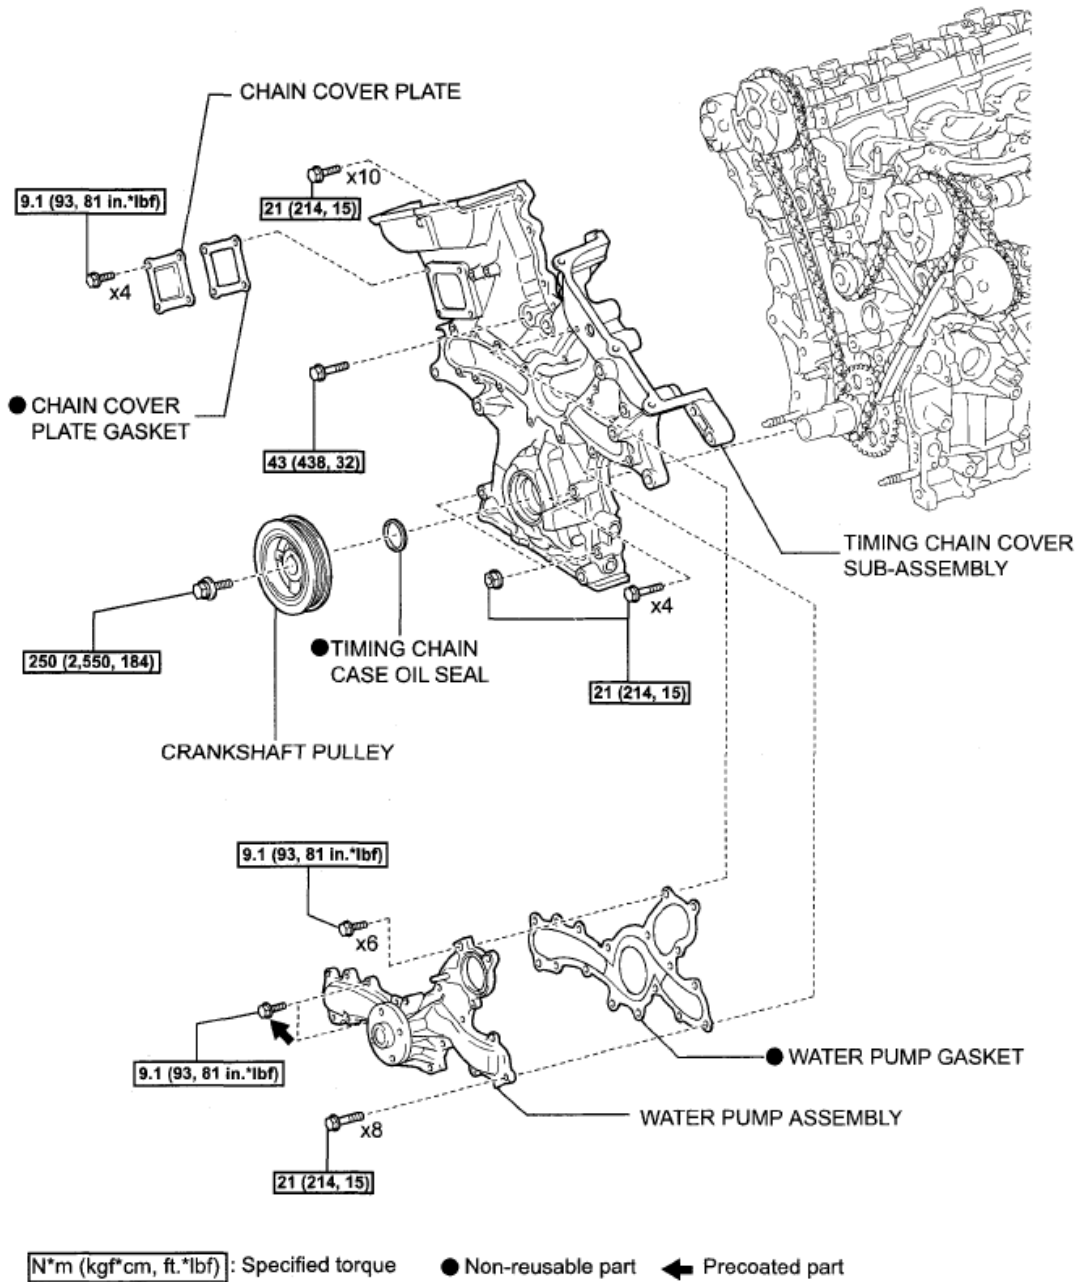 CHAIN COVER PLATE
x10
9.1 (93, 81 in.*lbf)
21 (214, 15)
x4
● CHAIN COVER
PLATE GASKET
43 (438, 32)
TIMING CHAIN COVER
SUB-ASSEMBLY
x4
250 (2,550, 184)
● TIMING CHAIN
CASE OIL SEAL
21 (214, 15)
CRANKSHAFT PULLEY
9.1 (93, 81 in.*lbf)
x6
9.1 (93, 81 in.*lbf)
● WATER PUMP GASKET
WATER PUMP ASSEMBLY
x8
21 (214, 15)
N*m (kgf*cm, ft.*lbf) : Specified torque ● Non-reusable part Precoated part